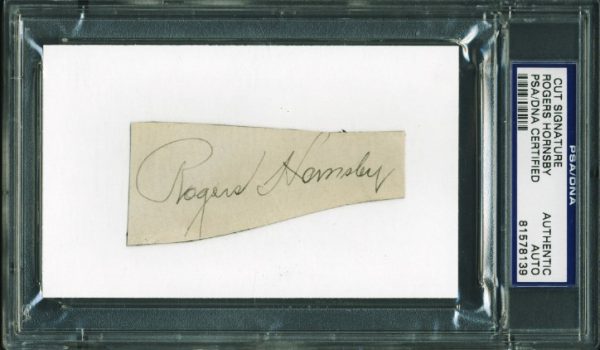 Rogers Hornsby
CUT SIGNATURE
ROGERS HORNSBY
PSA/DNA CERTIFIED
AUTHENTIC
AUTO
81578139
PSA/DNA